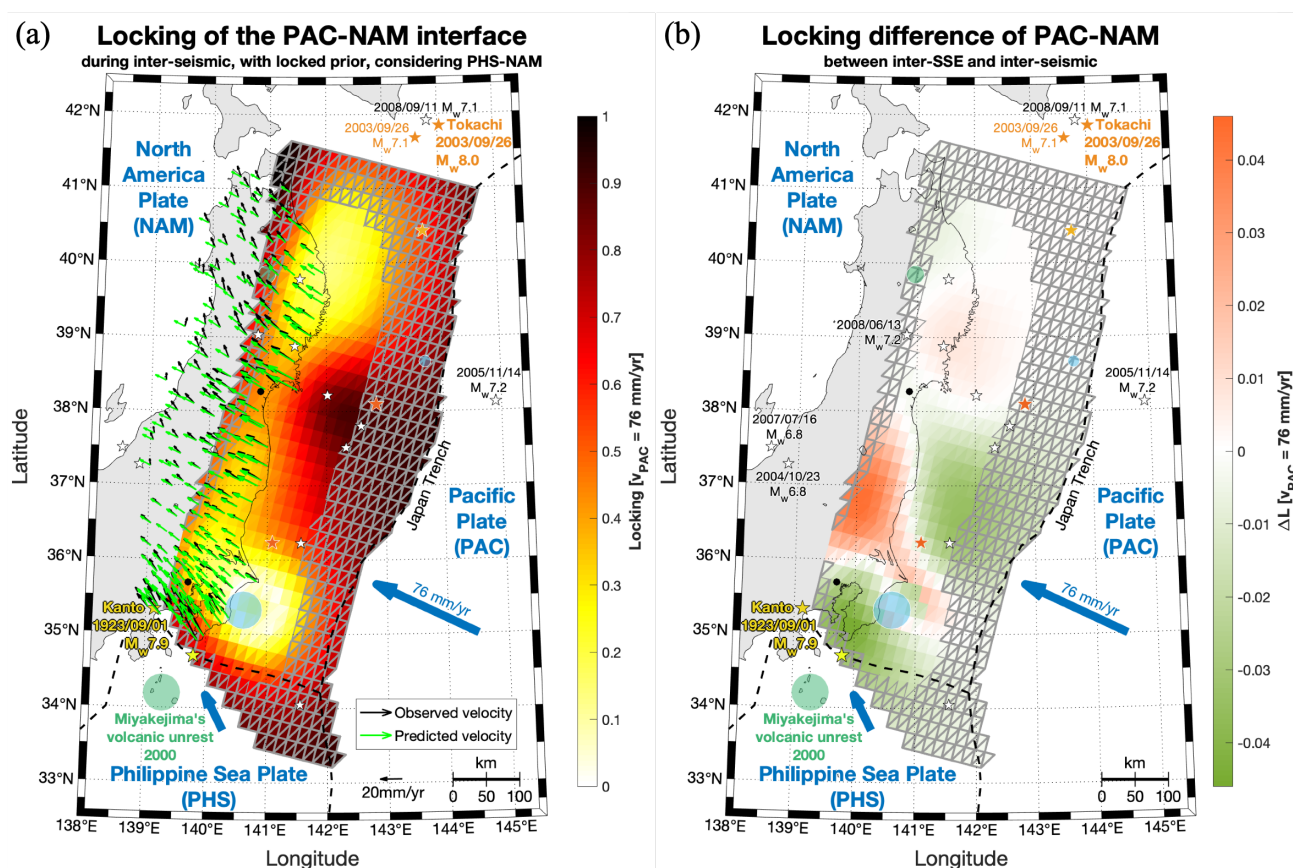 (a)
Locking of the PAC-NAM interface
during inter-seismic, with locked prior, considering PHS-NAM
42°N
41°N
40°N
39°N
38°N
37°N
36°N
35°N
34°N
33°N
138°E
139°E
140°E
141°E
142°E
143°E
144°E
145°E
Latitude
Longitude
North
America
Plate
(NAM)
2008/09/11 Mw7.1
2003/09/26
Mw7.1
Tokachi
2003/09/26
Mw8.0
2005/11/14
Mw7.2
Japan Trench
Pacific
Plate
(PAC)
76 mm/yr
Kanto
1923/09/01
Mw7.9
Miyakejima's
volcanic unrest
2000
Philippine Sea Plate
(PHS)
Observed velocity
Predicted velocity
20mm/yr
km
0 50 100
1
0.9
0.8
0.7
0.6
0.5
0.4
0.3
0.2
0.1
0
Locking [vPAC = 76 mm/yr]
(b)
Locking difference of PAC-NAM
between inter-SSE and inter-seismic
42°N
41°N
40°N
39°N
38°N
37°N
36°N
35°N
34°N
33°N
138°E
139°E
140°E
141°E
142°E
143°E
144°E
145°E
Latitude
Longitude
North
America
Plate
(NAM)
2008/09/11 Mw7.1
2003/09/26
Mw7.1
Tokachi
2003/09/26
Mw8.0
2008/06/13
Mw7.2
2005/11/14
Mw7.2
2007/07/16
Mw6.8
2004/10/23
Mw6.8
Japan Trench
Pacific
Plate
(PAC)
76 mm/yr
Kanto
1923/09/01
Mw7.9
Miyakejima's
volcanic unrest
2000
Philippine Sea Plate
(PHS)
km
0 50 100
0.04
0.03
0.02
0.01
0
-0.01
-0.02
-0.03
-0.04
ΔL [vPAC = 76 mm/yr]